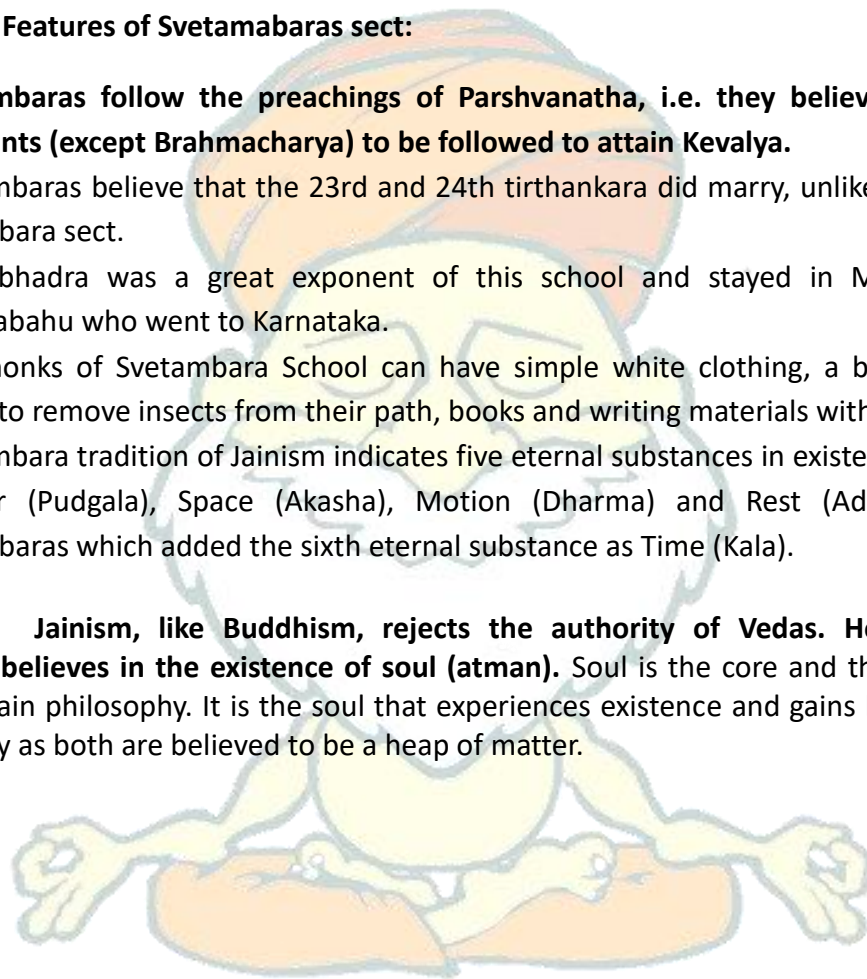 Features of Svetamabaras sect:
mbaras follow the preachings of Parshvanatha, i.e. they believ
nts (except Brahmacharya) to be followed to attain Kevalya.
mbaras believe that the 23rd and 24th tirthankara did marry, unlike
bara sect.
bhadra was a great exponent of this school and stayed in M
abahu who went to Karnataka.
onks of Svetambara School can have simple white clothing, a b
to remove insects from their path, books and writing materials with
mbara tradition of Jainism indicates five eternal substances in existe
r (Pudgala), Space (Akasha), Motion (Dharma) and Rest (Ad
baras which added the sixth eternal substance as Time (Kala).
Jainism, like Buddhism, rejects the authority of Vedas. H
believes in the existence of soul (atman). Soul is the core and th
ain philosophy. It is the soul that experiences existence and gains
y as both are believed to be a heap of matter.